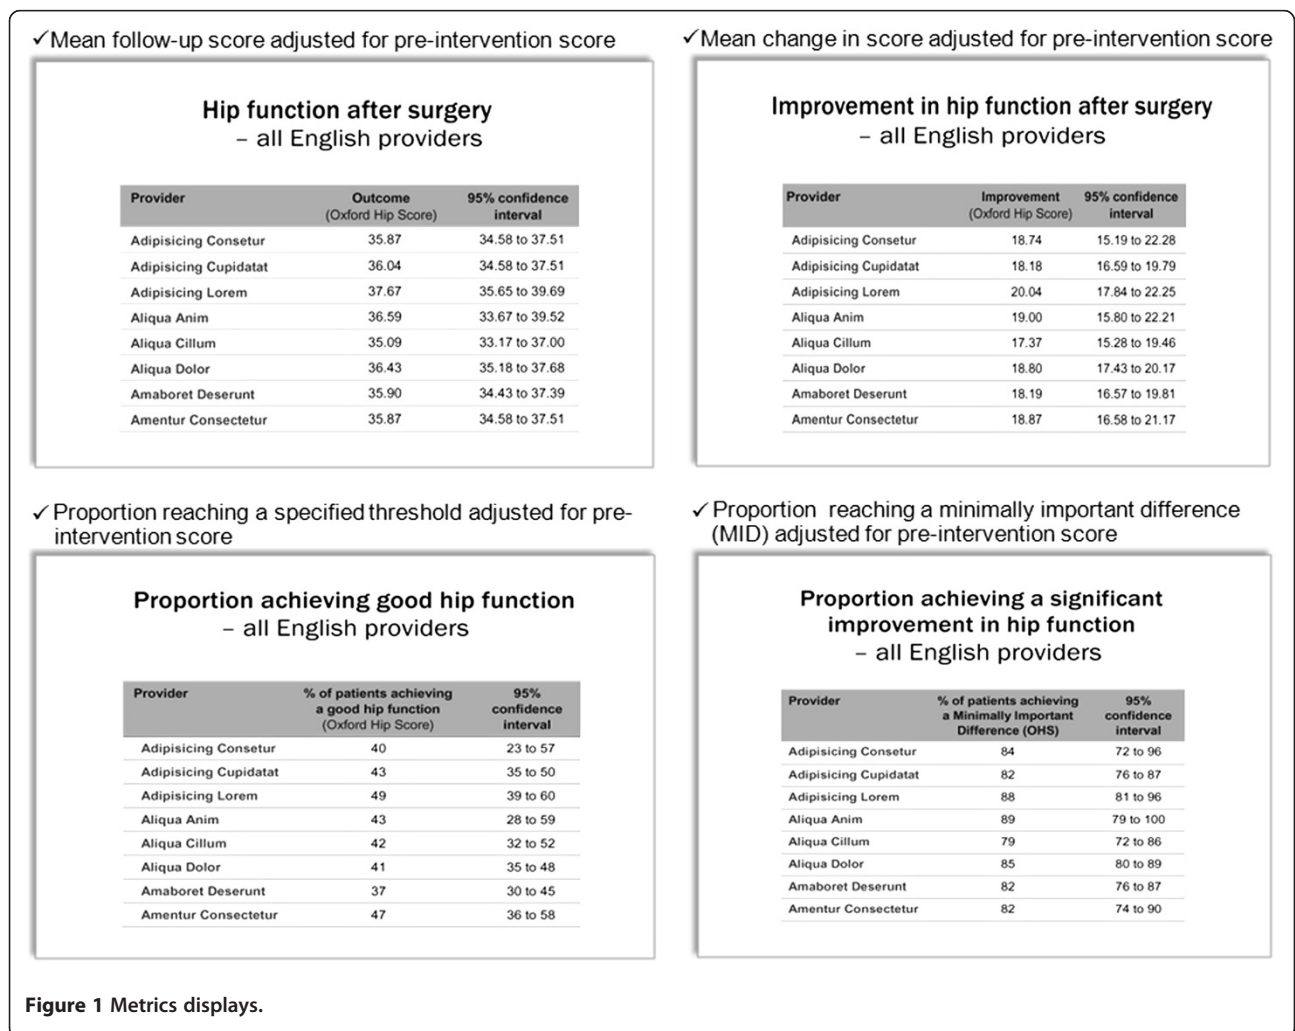 ✓Mean follow-up score adjusted for pre-intervention score
Hip function after surgery
– all English providers
Provider Outcome 95% confidence
(Oxford Hip Score) interval
Adipisicing Consetur 35.87 34.58 to 37.51
Adipisicing Cupidatat 36.04 34.58 to 37.51
Adipisicing Lorem 37.67 35.65 to 39.69
Aliqua Anim 36.59 33.67 to 39.52
Aliqua Cillum 35.09 33.17 to 37.00
Aliqua Dolor 36.43 35.18 to 37.68
Amaboret Deserunt 35.90 34.43 to 37.39
Amentur Consectetur 35.87 34.58 to 37.51
✓Mean change in score adjusted for pre-intervention score
Improvement in hip function after surgery
– all English providers
Provider Improvement 95% confidence
(Oxford Hip Score) interval
Adipisicing Consetur 18.74 15.19 to 22.28
Adipisicing Cupidatat 18.18 16.59 to 19.79
Adipisicing Lorem 20.04 17.84 to 22.25
Aliqua Anim 19.00 15.80 to 22.21
Aliqua Cillum 17.37 15.28 to 19.46
Aliqua Dolor 18.80 17.43 to 20.17
Amaboret Deserunt 18.19 16.57 to 19.81
Amentur Consectetur 18.87 16.58 to 21.17
✓ Proportion reaching a specified threshold adjusted for pre-
intervention score
Proportion achieving good hip function
– all English providers
Provider % of patients achieving 95%
a good hip function confidence
(Oxford Hip Score) interval
Adipisicing Consetur 40 23 to 57
Adipisicing Cupidatat 43 35 to 50
Adipisicing Lorem 49 39 to 60
Aliqua Anim 43 28 to 59
Aliqua Cillum 42 32 to 52
Aliqua Dolor 41 35 to 48
Amaboret Deserunt 37 30 to 45
Amentur Consectetur 47 36 to 58
✓ Proportion reaching a minimally important difference
(MID) adjusted for pre-intervention score
Proportion achieving a significant
improvement in hip function
– all English providers
Provider % of patients achieving 95%
a Minimally Important confidence
Difference (OHS) interval
Adipisicing Consetur 84 72 to 96
Adipisicing Cupidatat 82 76 to 87
Adipisicing Lorem 88 81 to 96
Aliqua Anim 89 79 to 100
Aliqua Cillum 79 72 to 86
Aliqua Dolor 85 80 to 89
Amaboret Deserunt 82 76 to 87
Amentur Consectetur 82 74 to 90
Figure 1 Metrics displays.